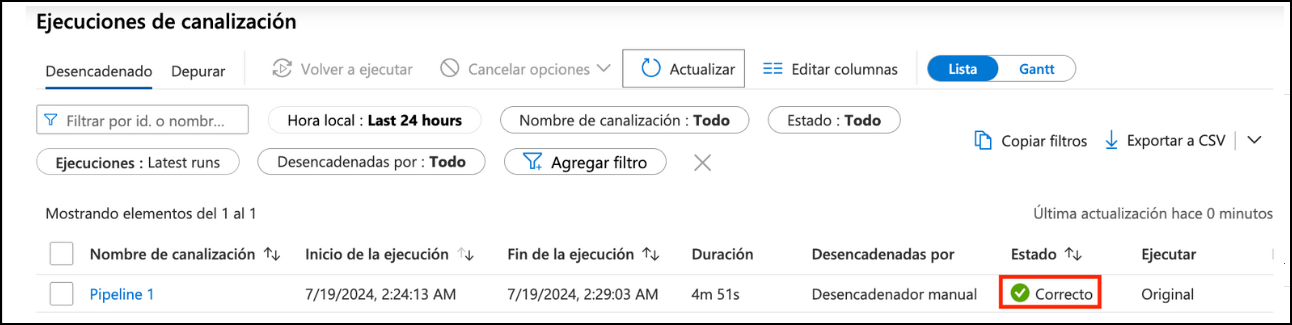 Ejecuciones de canalización
Desencadenado Depurar Volver a ejecutar Cancelar opciones Actualizar Editar columnas Lista Gantt
Filtrar por id. o nombr... Hora local : Last 24 hours Nombre de canalización : Todo Estado : Todo
Copiar filtros Exportar a CSV
Ejecuciones : Latest runs Desencadenadas por : Todo Agregar filtro
Mostrando elementos del 1 al 1 Última actualización hace 0 minutos
Nombre de canalización Inicio de la ejecución Fin de la ejecución Duración Desencadenadas por Estado Ejecutar
Pipeline 1 7/19/2024, 2:24:13 AM 7/19/2024, 2:29:03 AM 4m 51s Desencadenador manual Correcto Original